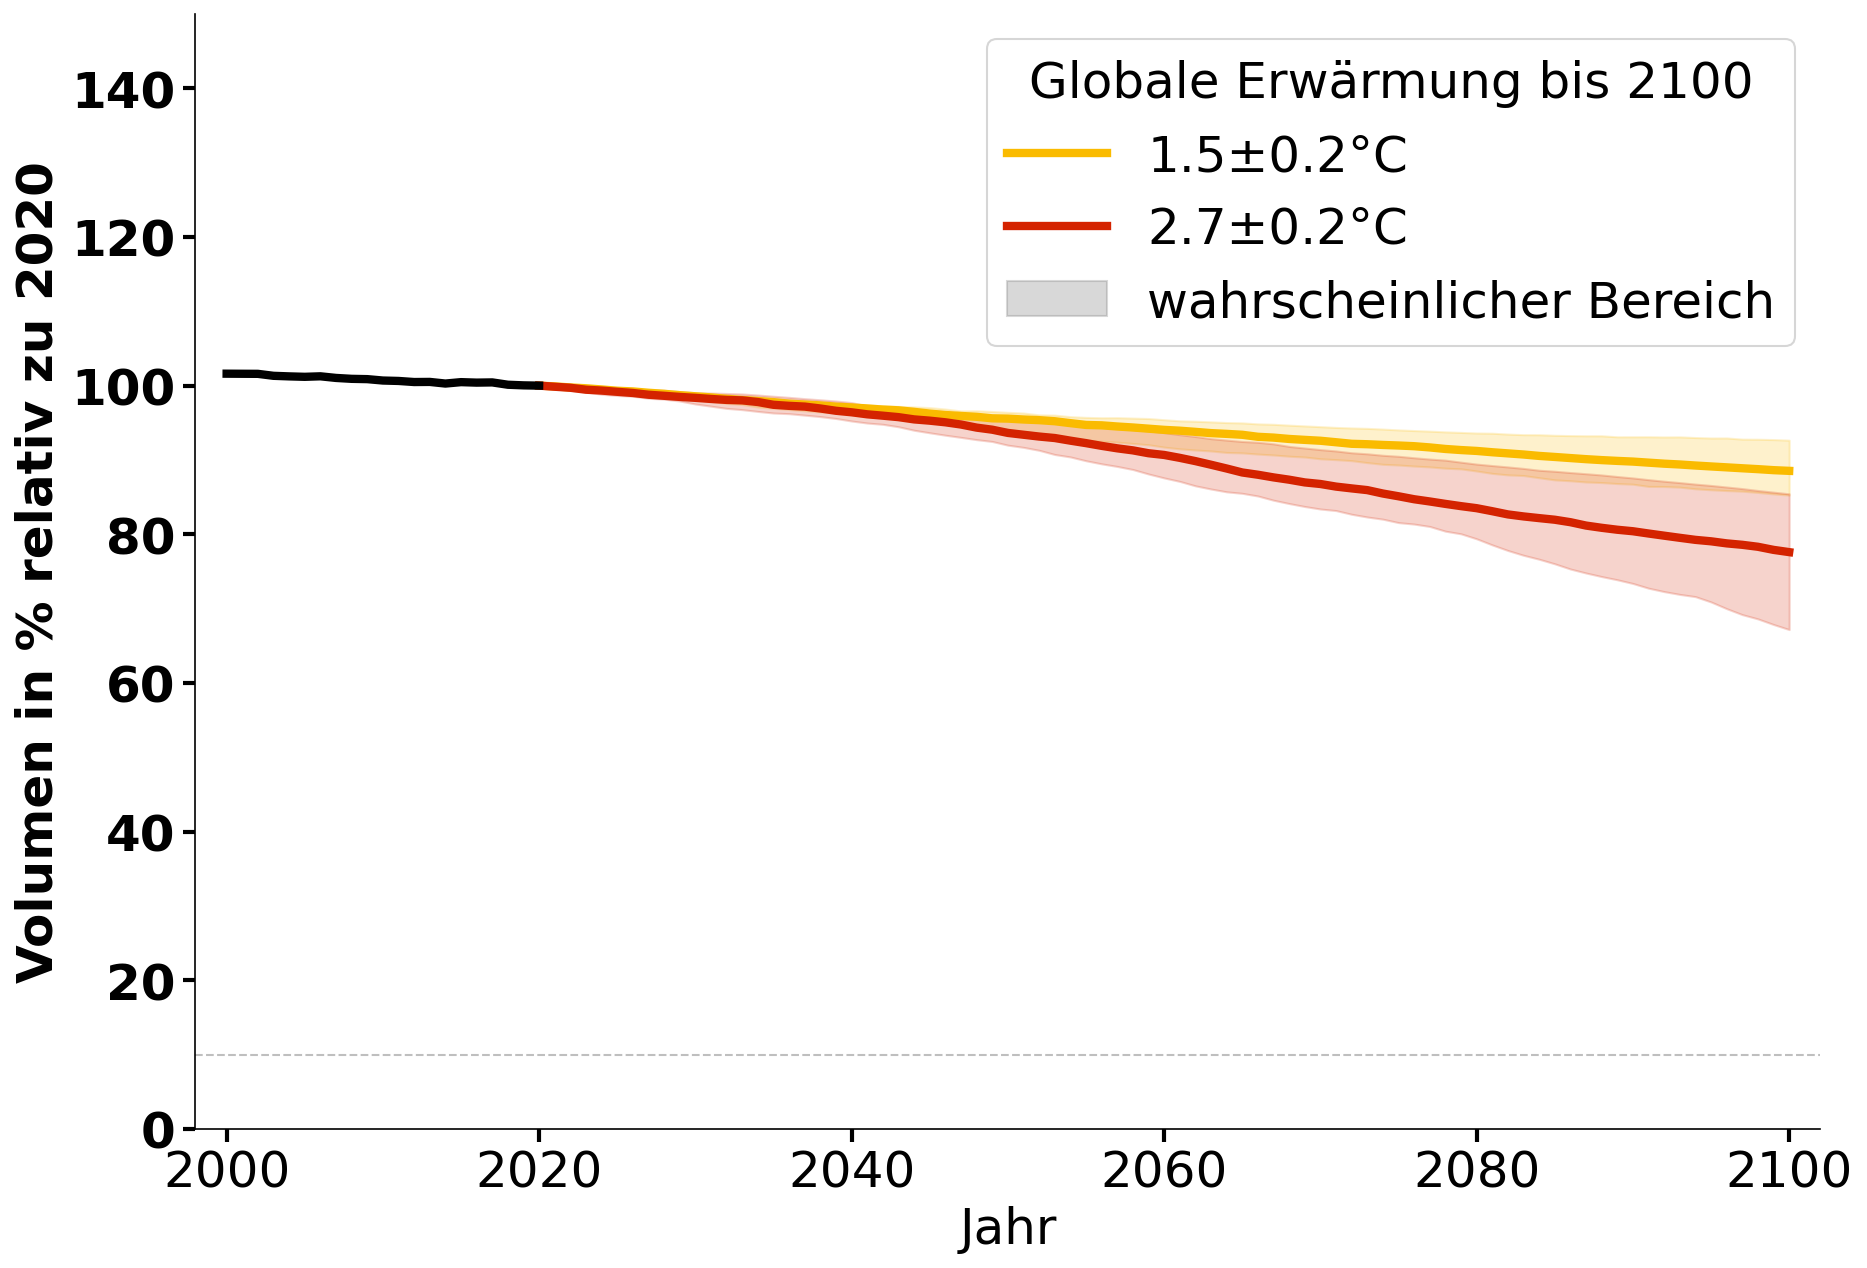 Globale Erwärmung bis 2100
1.5±0.2°C
2.7±0.2°C
wahrscheinlicher Bereich
Volumen in % relativ zu 2020
140
120
100
80
60
40
20
0
2000 2020 2040 2060 2080 2100
Jahr